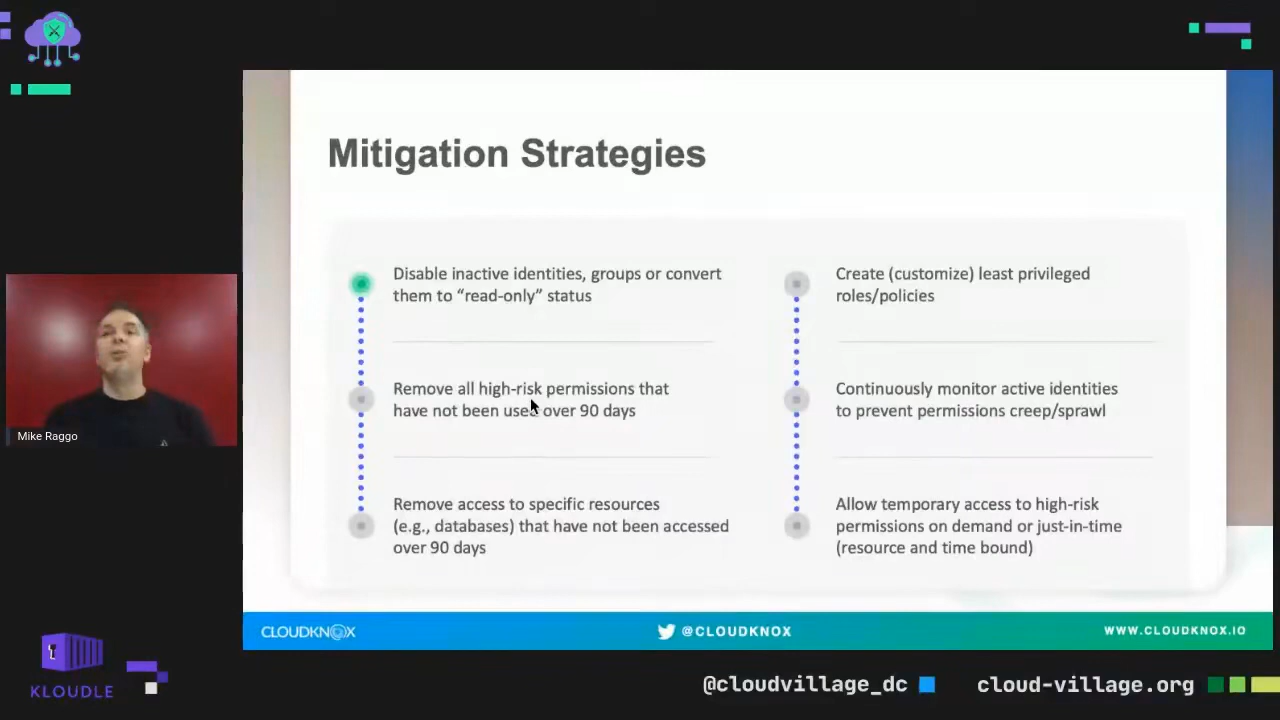 Mitigation Strategies
Disable inactive identities, groups or convert
them to “read-only” status
Remove all high-risk permissions that
have not been used over 90 days
Remove access to specific resources
(e.g., databases) that have not been accessed
over 90 days
Create (customize) least privileged
roles/policies
Continuously monitor active identities
to prevent permissions creep/sprawl
Allow temporary access to high-risk
permissions on demand or just-in-time
(resource and time bound)
Mike Raggo
CLOUDKNOX
@CLOUDKNOX
WWW.CLOUDKNOX.IO
KLOUDLE
@cloudvillage_dc
cloud-village.org